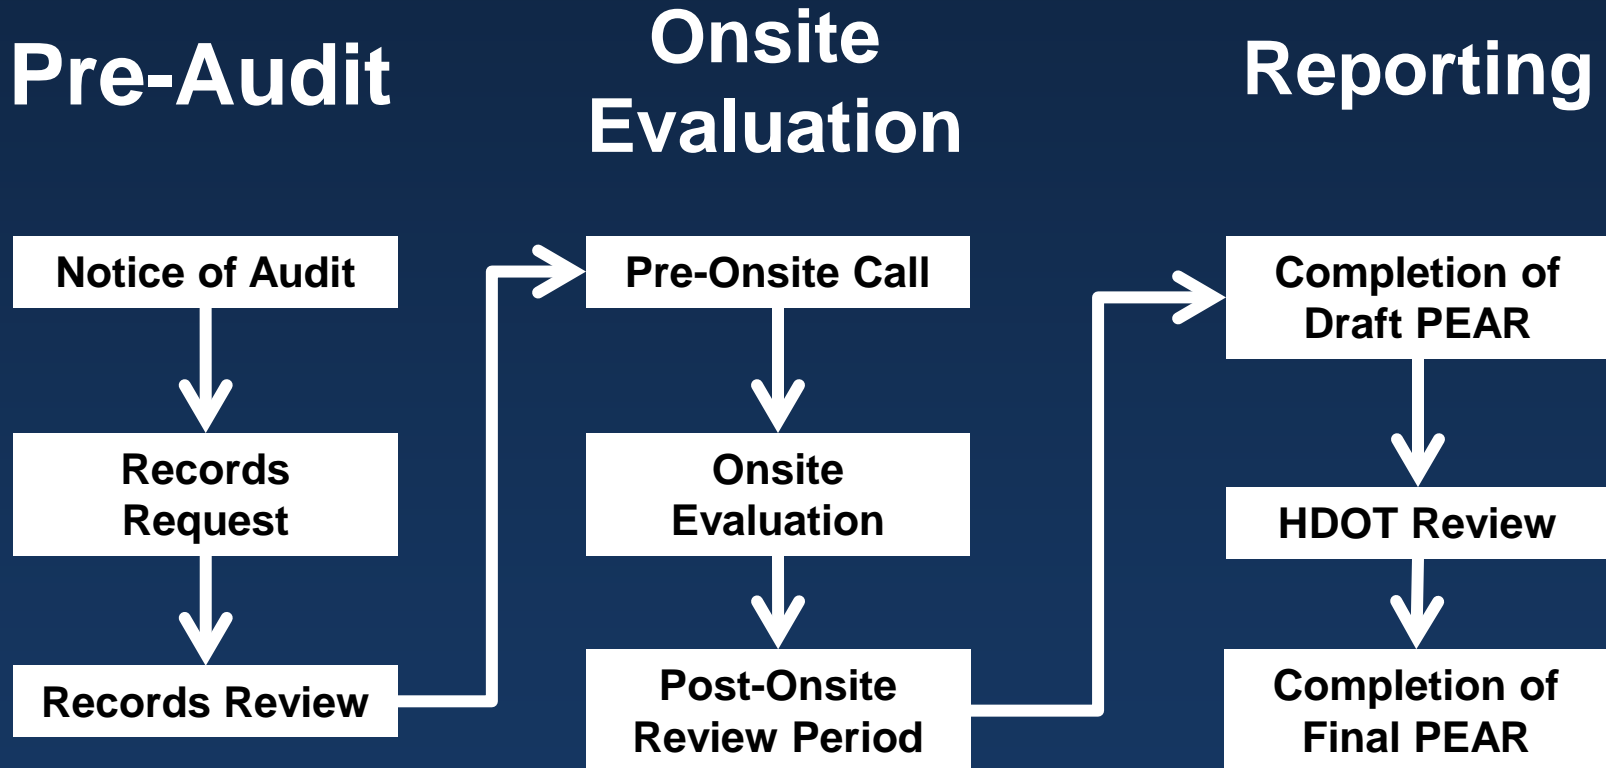 Pre-Audit
Onsite
Evaluation
Reporting
Notice of Audit
Records
Request
Records Review
Pre-Onsite Call
Onsite
Evaluation
Post-Onsite
Review Period
Completion of
Draft PEAR
HDOT Review
Completion of
Final PEAR